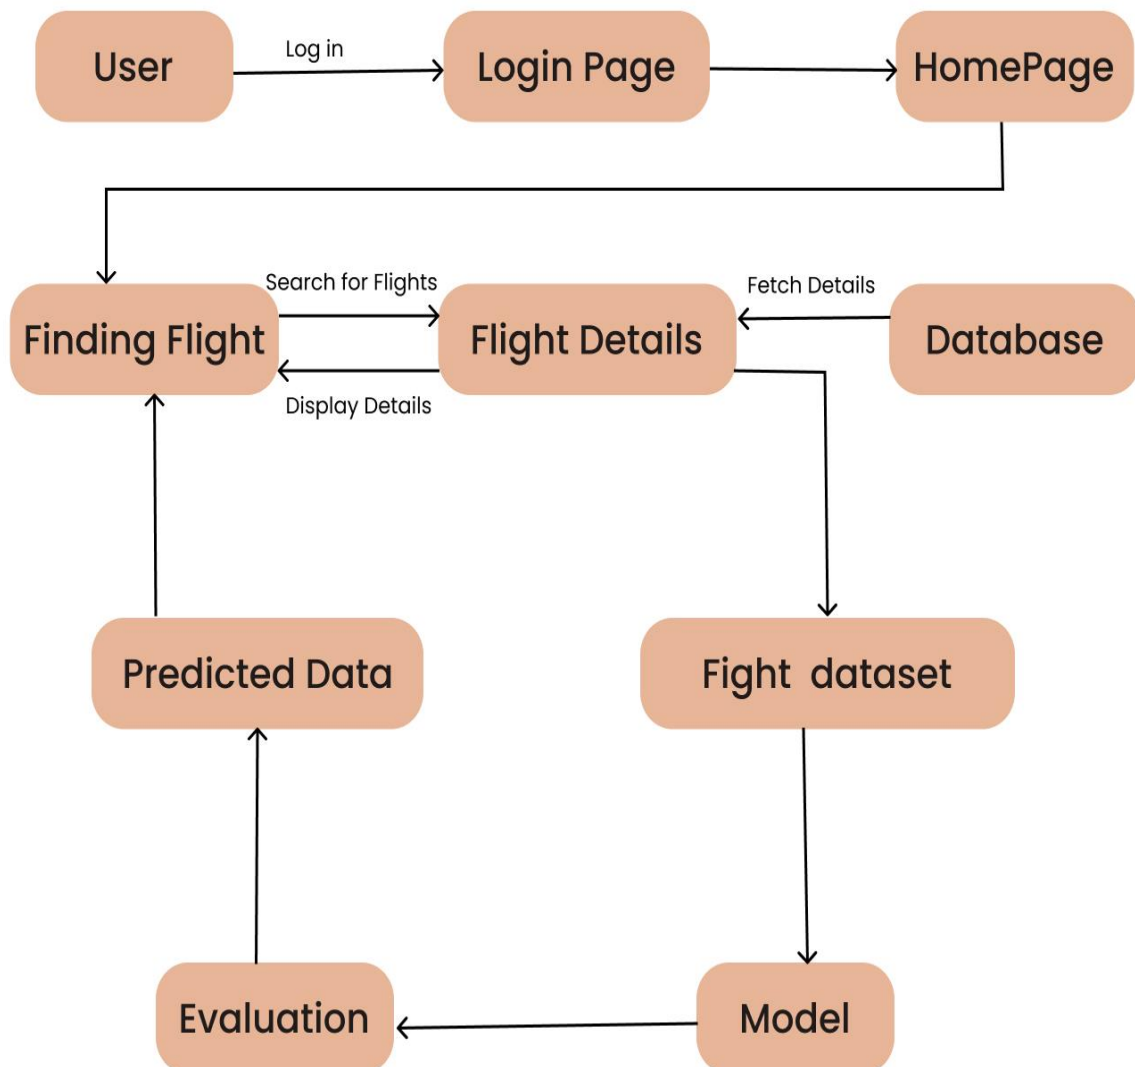 User
Log in
Login Page
HomePage
Finding Flight
Search for Flights
Display Details
Flight Details
Fetch Details
Database
Predicted Data
Fight dataset
Evaluation
Model